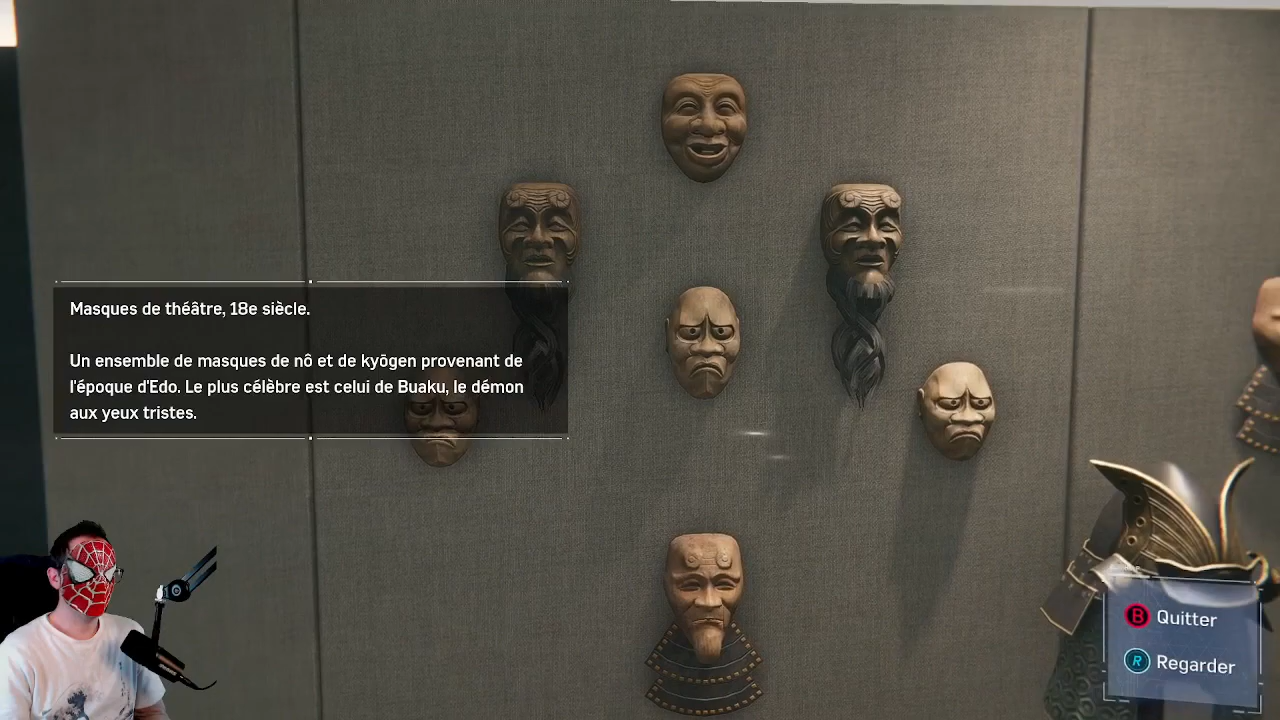 Masques de théâtre, 18e siècle.
Un ensemble de masques de nô et de kyōgen provenant de
l'époque d'Edo. Le plus célèbre est celui de Buaku, le démon
aux yeux tristes.
B Quitter
R Regarder